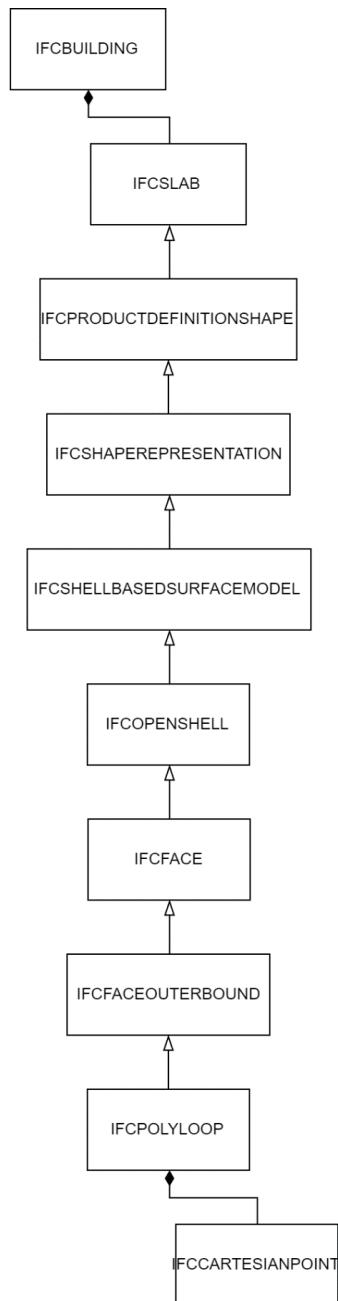 IFCBUILDING
IFCSLAB
IFCPRODUCTDEFINITIONSHAPE
IFCSHAPEREPRESENTATION
IFCSHELLBASEDSURFACEMODEL
IFCOPENSHELL
IFCFACE
IFCFACEOUTERBOUND
IFCPOLYLOOP
IFCCARTESIANPOINT